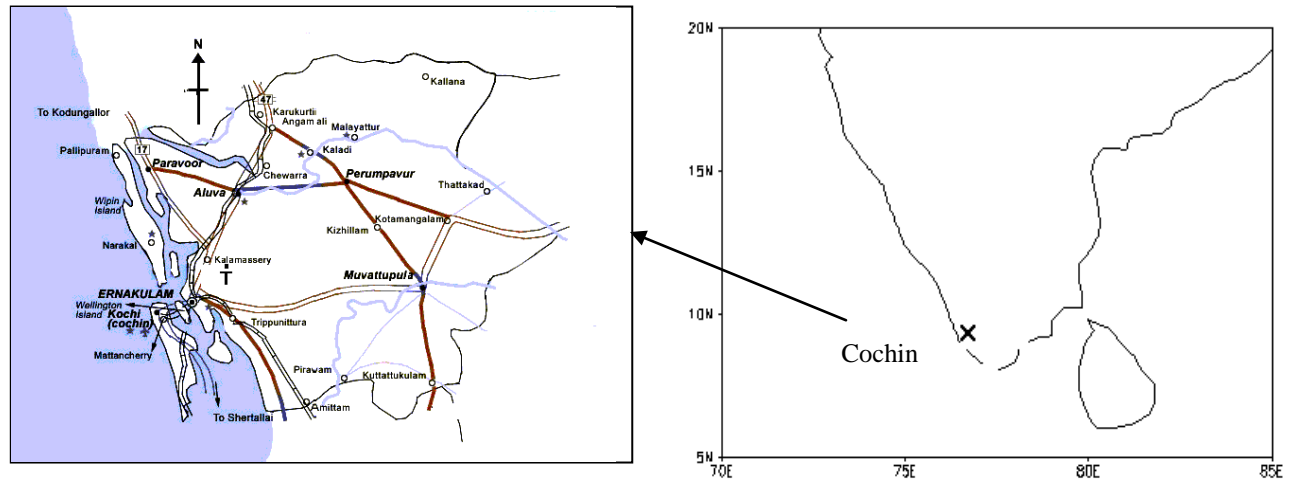 N
47
To Kodungallor
Karukurtii
Angam ali
Kallana
Malayattur
17
Pallipuram
Paravoor
Kaladi
Chewarra
Perumpavur
Aluva
Thattakad
Wipin
Island
Kotamangalam
Kizhillam
Narakal
Kalamassery
T
Muvattupula
ERNAKULAM
Wellington
island
Kochi
(cochin)
Trippunittura
Mattancherry
Pirawam
Kuttattukulam
Amittam
To Shertallai
Cochin
20N
15N
10N
5N
70E
75E
80E
85E